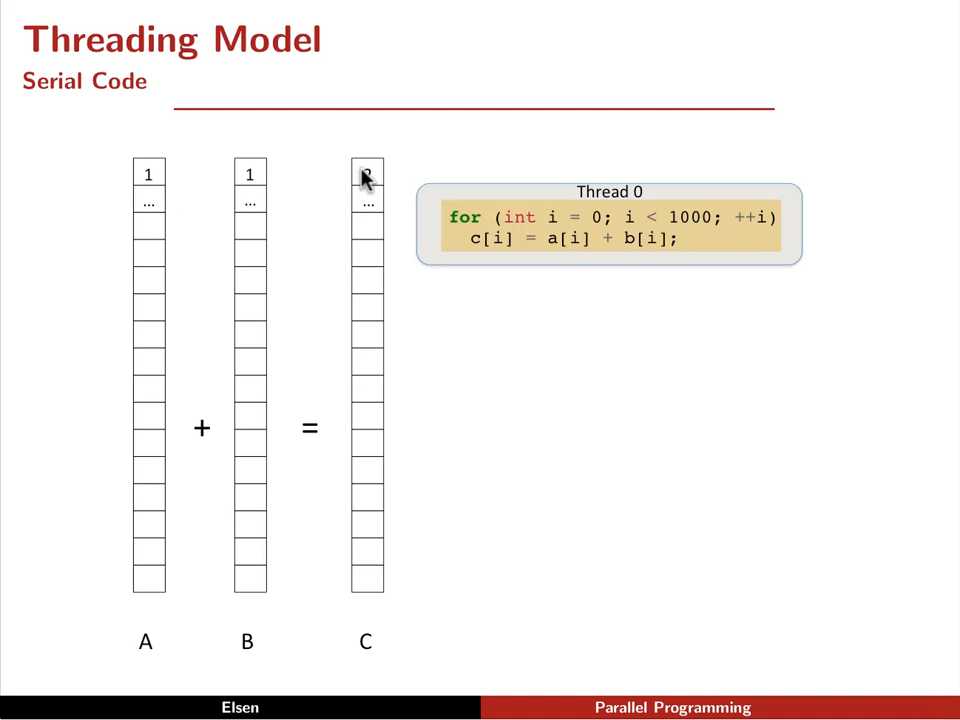 Threading Model
Serial Code
1 1
... ... ...
Thread 0
for (int i = 0; i < 1000; ++i)
c[i] = a[i] + b[i];
+ =
A B C
Elsen Parallel Programming